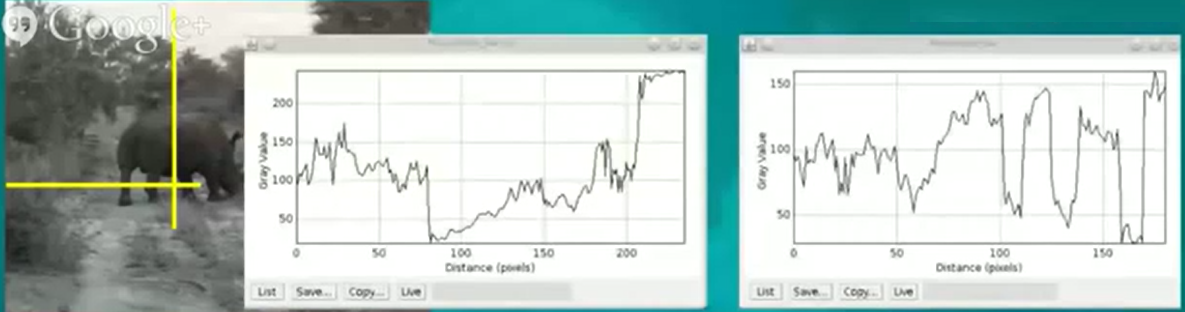 Google+
200
150
100
50
Gray Value
0 50 100 150 200
Distance (pixels)
List Save... Copy... Live
150
100
50
Gray Value
0 50 100 150
Distance (pixels)
List Save... Copy... Live